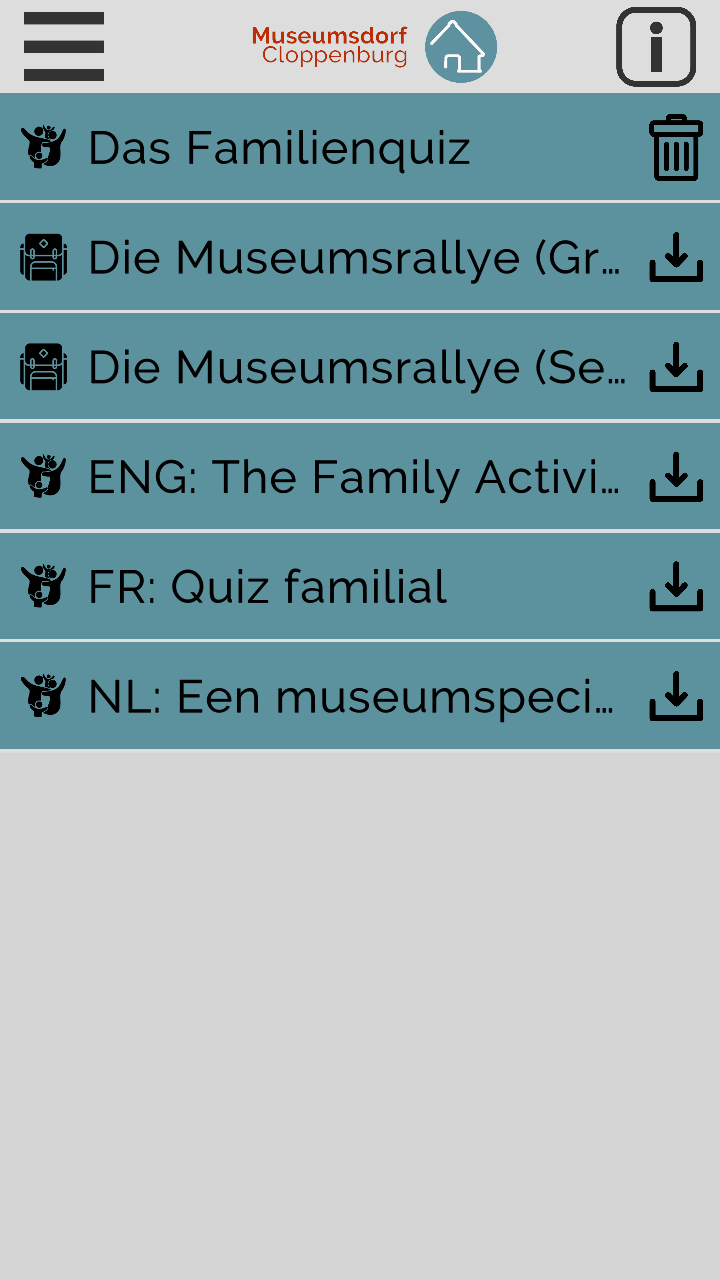 Museumsdorf
Cloppenburg
Das Familienquiz
Die Museumsrallye (Gr...
Die Museumsrallye (Se...
ENG: The Family Activi...
FR: Quiz familial
NL: Een museumspeci...